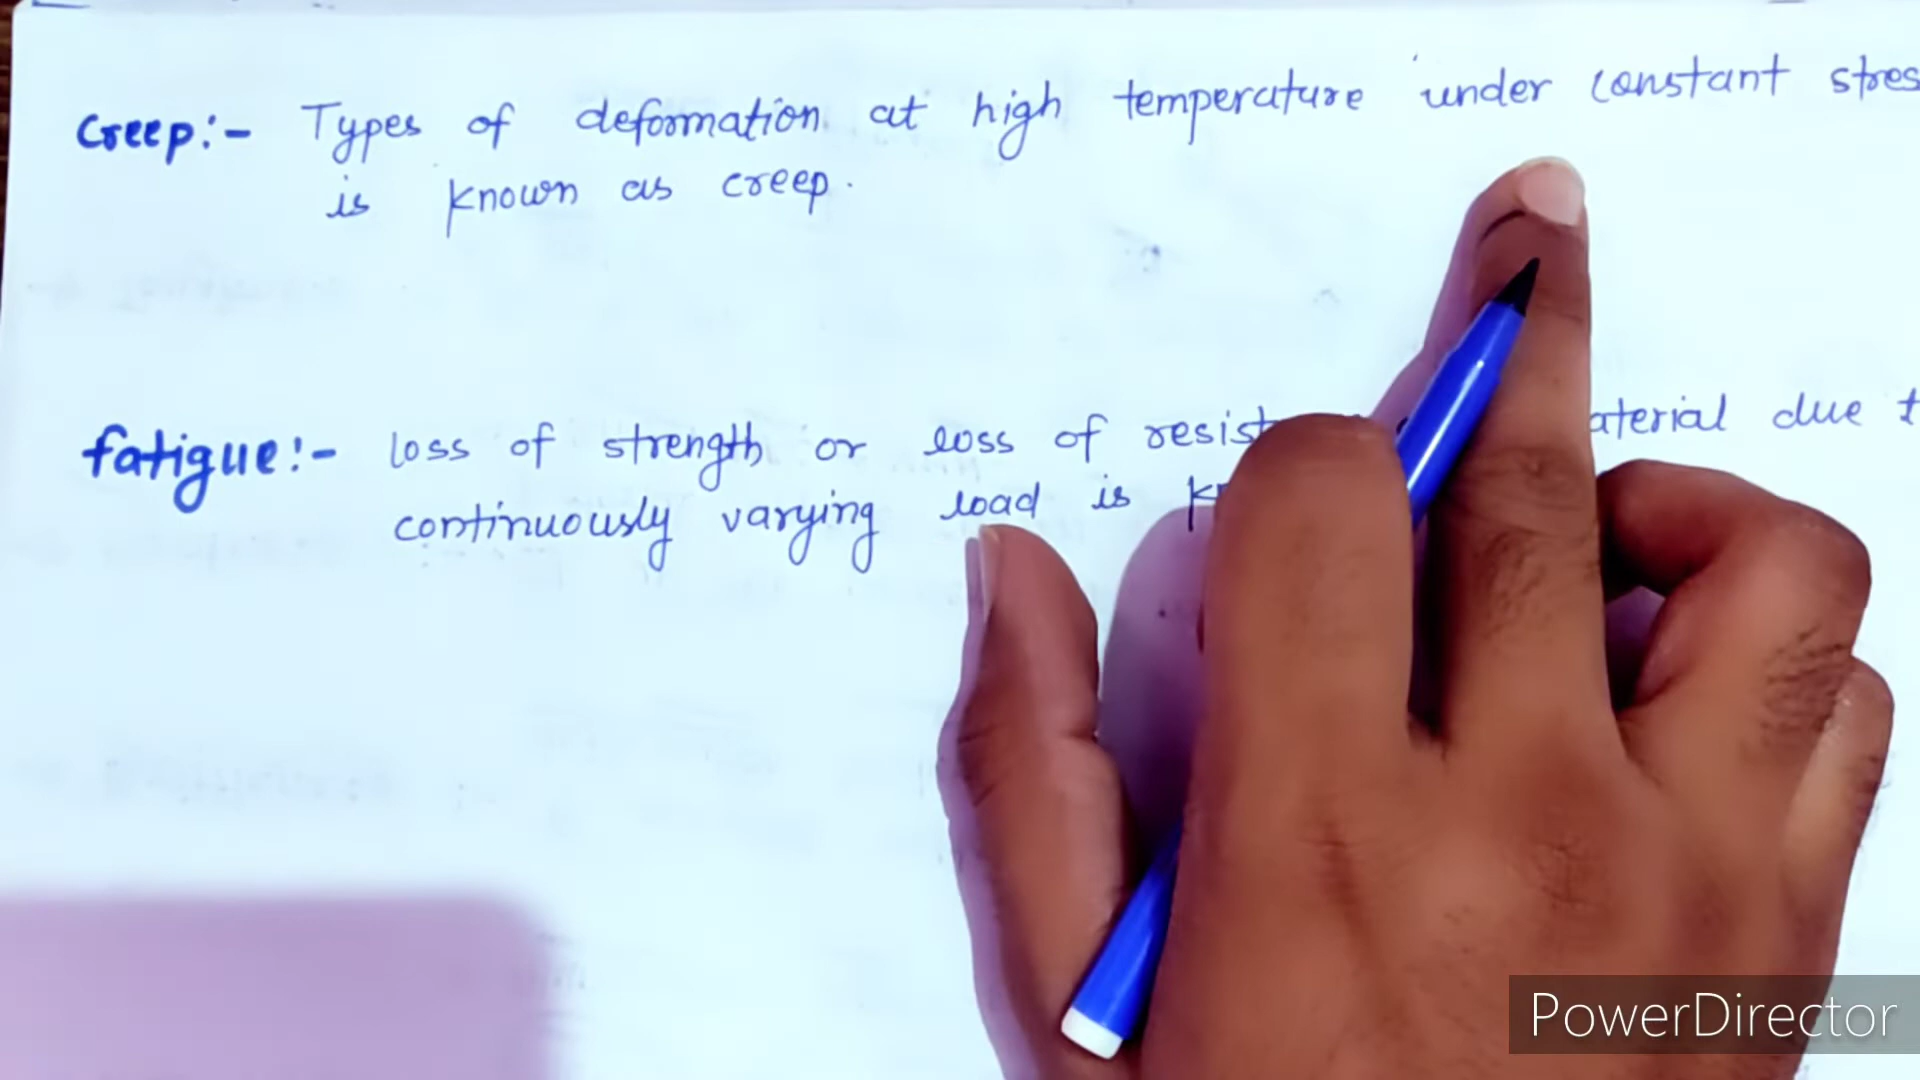 Creep:- Types of deformation at high temperature under constant stres
is known as creep.
fatigue:- loss of strength or loss of resist aterial due t
continuously varying load is
PowerDirector